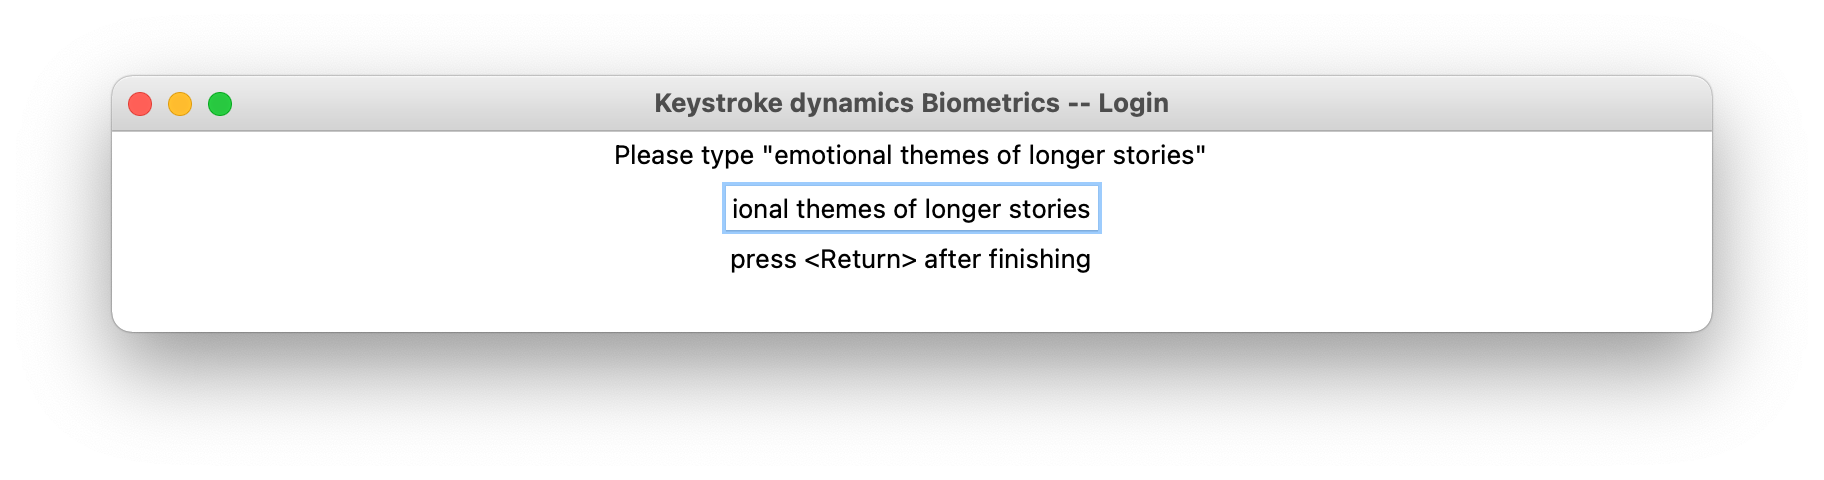 Keystroke dynamics Biometrics -- Login
Please type "emotional themes of longer stories"
ional themes of longer stories
press <Return> after finishing